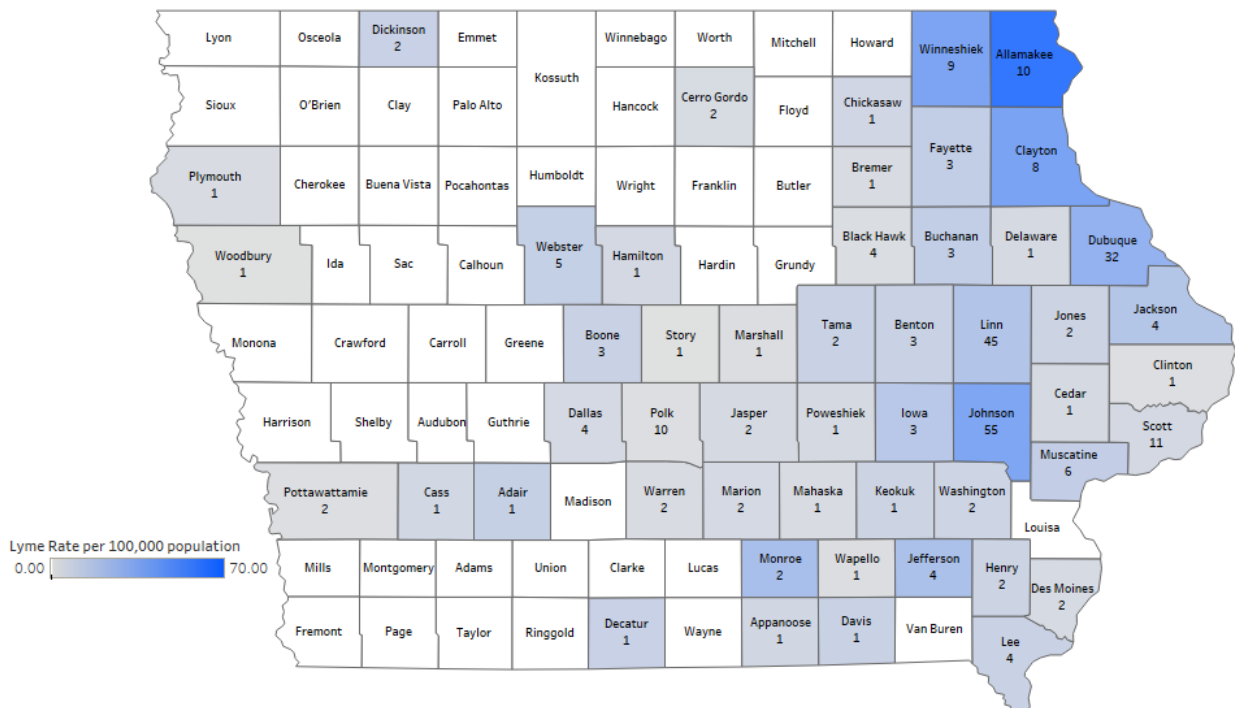 Lyon
Osceola
Dickinson
2
Emmet
Winnebago
Worth
Mitchell
Howard
Winneshiek
9
Allamakee
10
Kossuth
Sioux
O'Brien
Clay
Palo Alto
Hancock
Cerro Gordo
2
Floyd
Chickasaw
1
Fayette
3
Clayton
8
Plymouth
1
Cherokee
Buena Vista
Pocahontas
Humboldt
Wright
Franklin
Butler
Bremer
1
Woodbury
1
Ida
Sac
Calhoun
Webster
5
Hamilton
1
Hardin
Grundy
Black Hawk
4
Buchanan
3
Delaware
1
Dubuque
32
Monona
Crawford
Carroll
Greene
Boone
3
Story
1
Marshall
1
Tama
2
Benton
3
Linn
45
Jones
2
Jackson
4
Clinton
1
Harrison
Shelby
Audubon
Guthrie
Dallas
4
Polk
10
Jasper
2
Poweshiek
1
Iowa
3
Johnson
55
Cedar
1
Scott
11
Muscatine
6
Pottawattamie
2
Cass
1
Adair
1
Madison
Warren
2
Marion
2
Mahaska
1
Keokuk
1
Washington
2
Louisa
Lyme Rate per 100,000 population
0.00
70.00
Mills
Montgomery
Adams
Union
Clarke
Lucas
Monroe
2
Wapello
1
Jefferson
4
Henry
2
Des Moines
2
Fremont
Page
Taylor
Ringgold
Decatur
1
Wayne
Appanoose
1
Davis
1
Van Buren
Lee
4